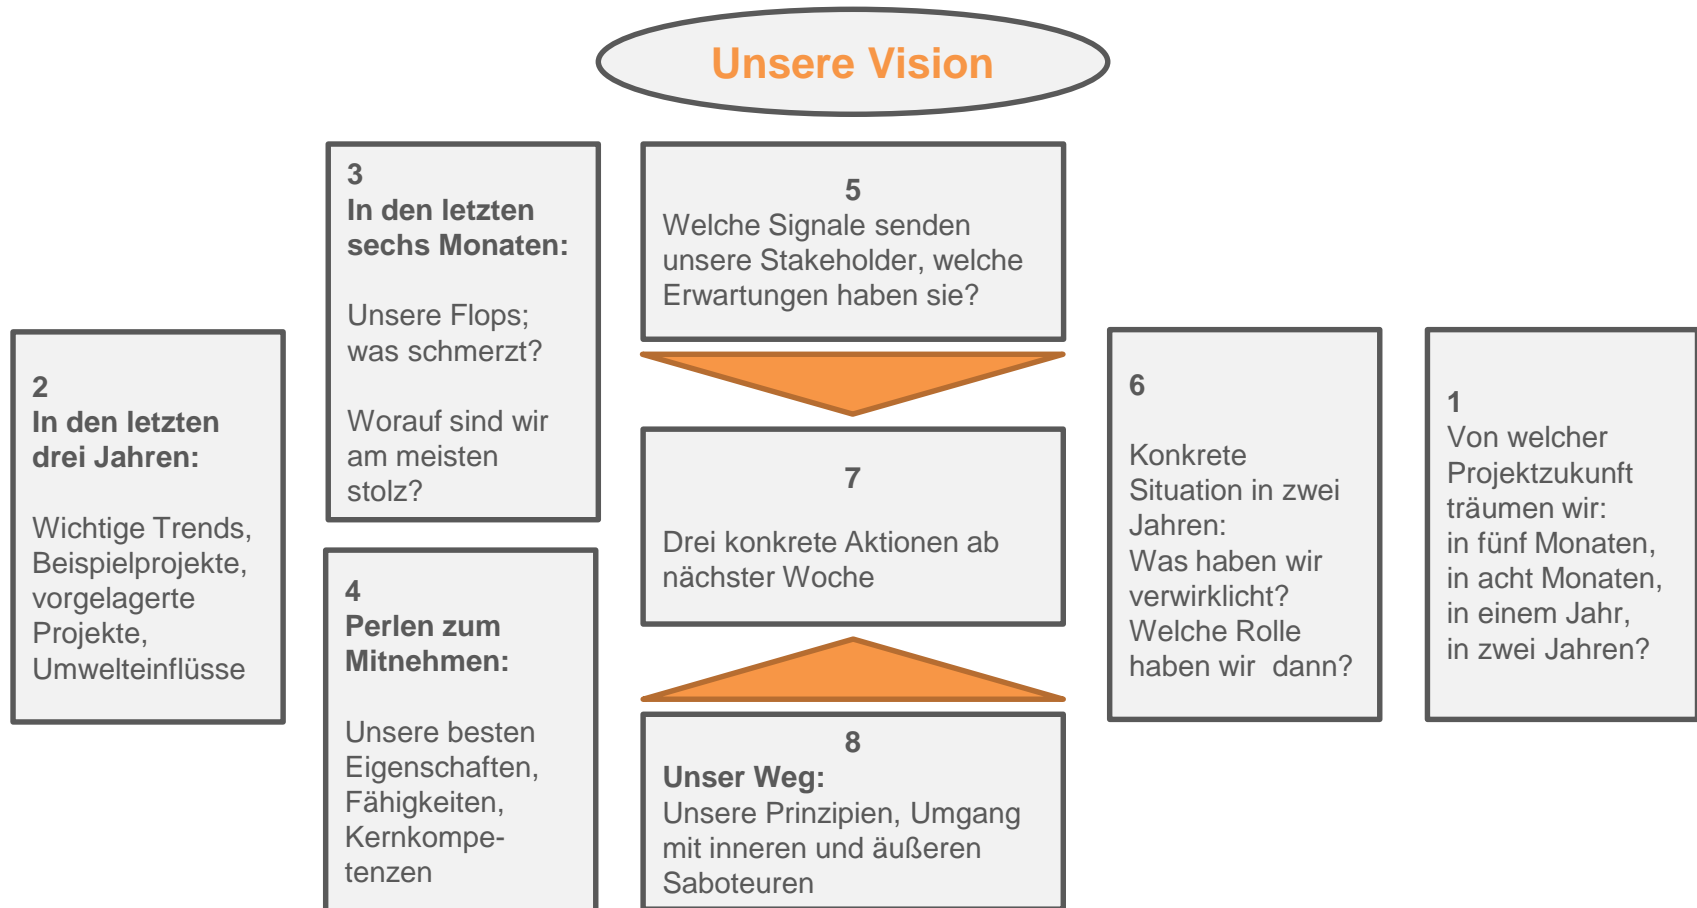 Unsere Vision
3
In den letzten
sechs Monaten:
Unsere Flops;
was schmerzt?
Worauf sind wir
am meisten
stolz?
5
Welche Signale senden
unsere Stakeholder, welche
Erwartungen haben sie?
2
In den letzten
drei Jahren:
Wichtige Trends,
Beispielprojekte,
vorgelagerte
Projekte,
Umwelteinflüsse
7
Drei konkrete Aktionen ab
nächster Woche
6
Konkrete
Situation in zwei
Jahren:
Was haben wir
verwirklicht?
Welche Rolle
haben wir dann?
1
Von welcher
Projektzukunft
träumen wir:
in fünf Monaten,
in acht Monaten,
in einem Jahr,
in zwei Jahren?
4
Perlen zum
Mitnehmen:
Unsere besten
Eigenschaften,
Fähigkeiten,
Kernkompe-
tenzen
8
Unser Weg:
Unsere Prinzipien, Umgang
mit inneren und äußeren
Saboteuren